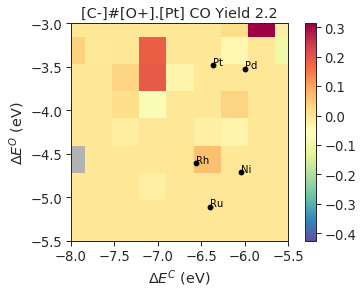 [C-]#[O+].[Pt] CO Yield 2.2
−3.0
−3.5
−4.0
−4.5
−5.0
−5.5
ΔE^O (eV)
Pt
Pd
Rh
Ni
Ru
−8.0 −7.5 −7.0 −6.5 −6.0 −5.5
ΔE^C (eV)
0.3
0.2
0.1
0.0
−0.1
−0.2
−0.3
−0.4